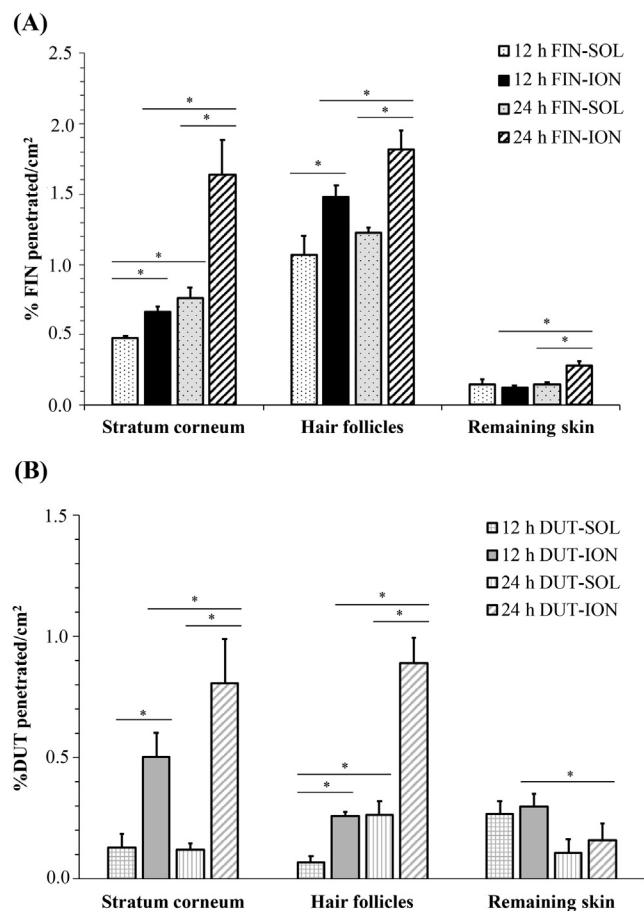 (A)
% FIN penetrated/cm²
2.5
2.0
1.5
1.0
0.5
0.0
12 h FIN-SOL
12 h FIN-ION
24 h FIN-SOL
24 h FIN-ION
*
*
*
*
*
*
*
*
*
Stratum corneum Hair follicles Remaining skin
(B)
%DUT penetrated/cm²
1.5
1.0
0.5
0.0
12 h DUT-SOL
12 h DUT-ION
24 h DUT-SOL
24 h DUT-ION
*
*
*
*
*
*
*
*
Stratum corneum Hair follicles Remaining skin